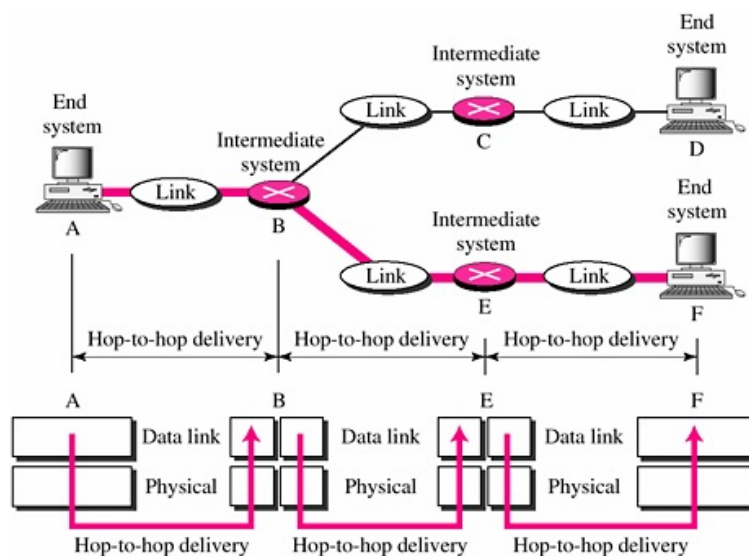 End
system
Intermediate
system
Link
Link
C
D
End
system
Intermediate
system
Link
A
B
End
system
Intermediate
system
Link
Link
E
F
Hop-to-hop delivery
Hop-to-hop delivery
Hop-to-hop delivery
A
B
E
F
Data link
Data link
Data link
Physical
Physical
Physical
Hop-to-hop delivery
Hop-to-hop delivery
Hop-to-hop delivery